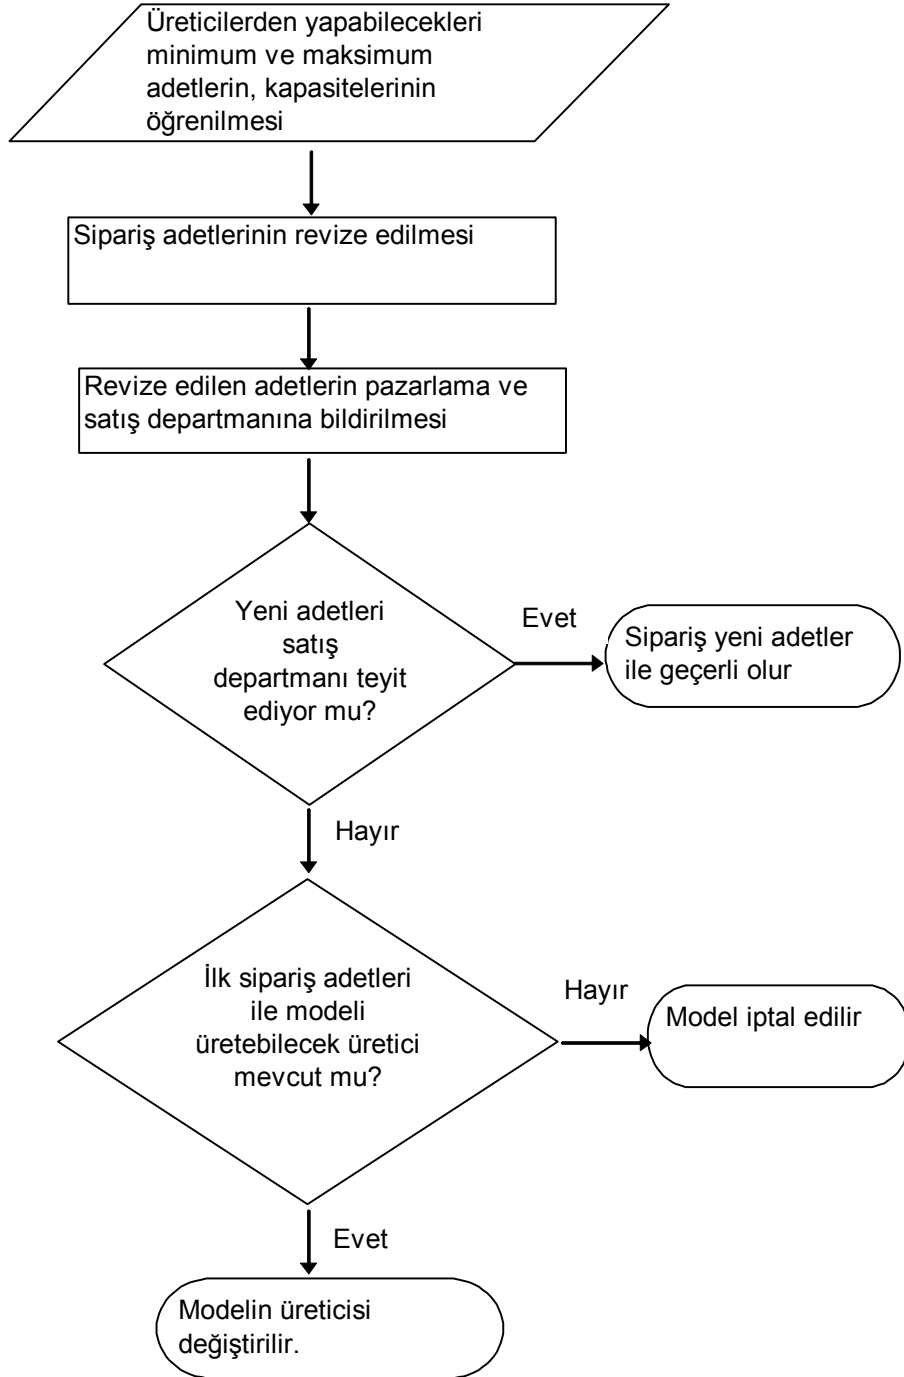 Üreticilerden yapabilecekleri
minimum ve maksimum
adetlerin, kapasitelerinin
öğrenilmesi
Sipariş adetlerinin revize edilmesi
Revize edilen adetlerin pazarlama ve
satış departmanına bildirilmesi
Yeni adetleri
satış
departmanı teyit
ediyor mu?
Evet
Sipariş yeni adetler
ile geçerli olur
Hayır
İlk sipariş adetleri
ile modeli
üretebilecek üretici
mevcut mu?
Hayır
Model iptal edilir
Evet
Modelin üreticisi
değiştirilir.